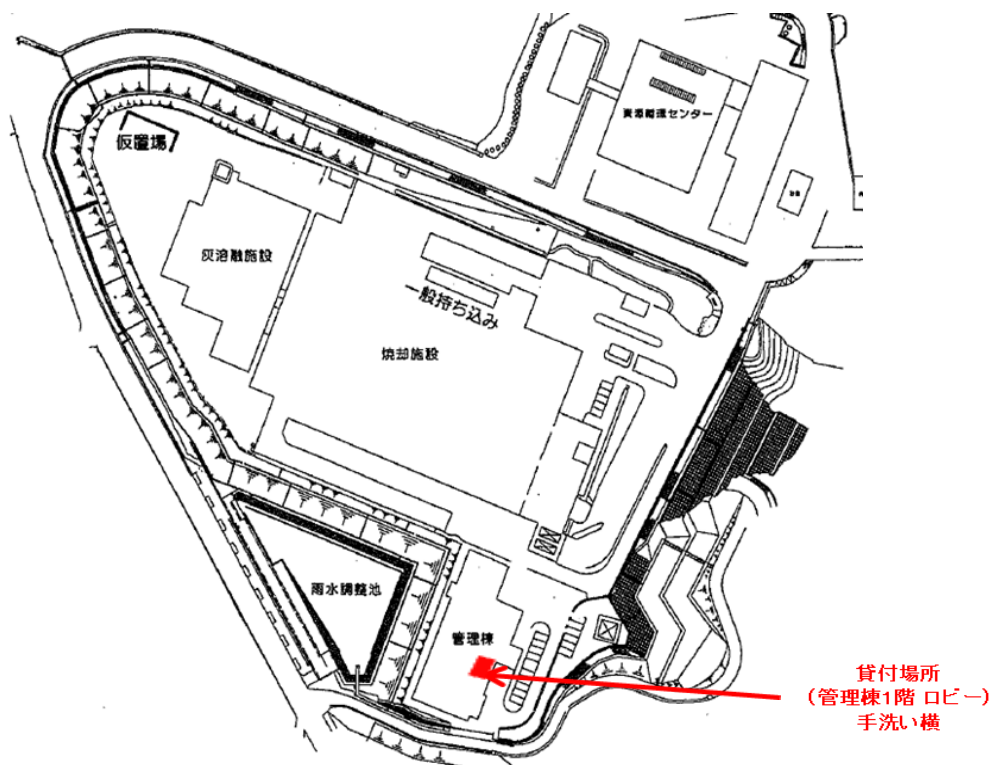 資源循環センター
仮置場
灰溶融施設
一般持ち込み
焼却施設
雨水調整池
管理棟
貸付場所
(管理棟1階 ロビー)
手洗い横